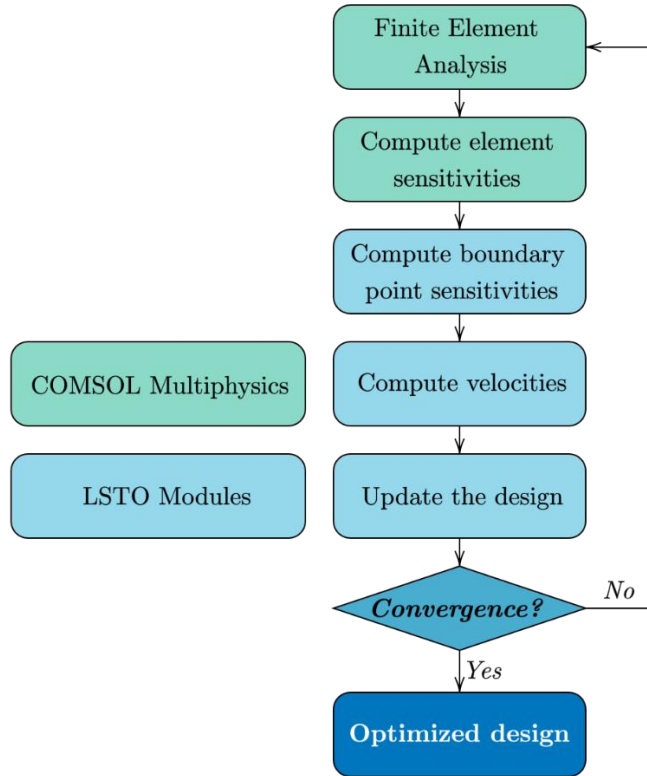 Finite Element
Analysis
Compute element
sensitivities
Compute boundary
point sensitivities
COMSOL Multiphysics
Compute velocities
LSTO Modules
Update the design
Convergence?
No
Yes
Optimized design